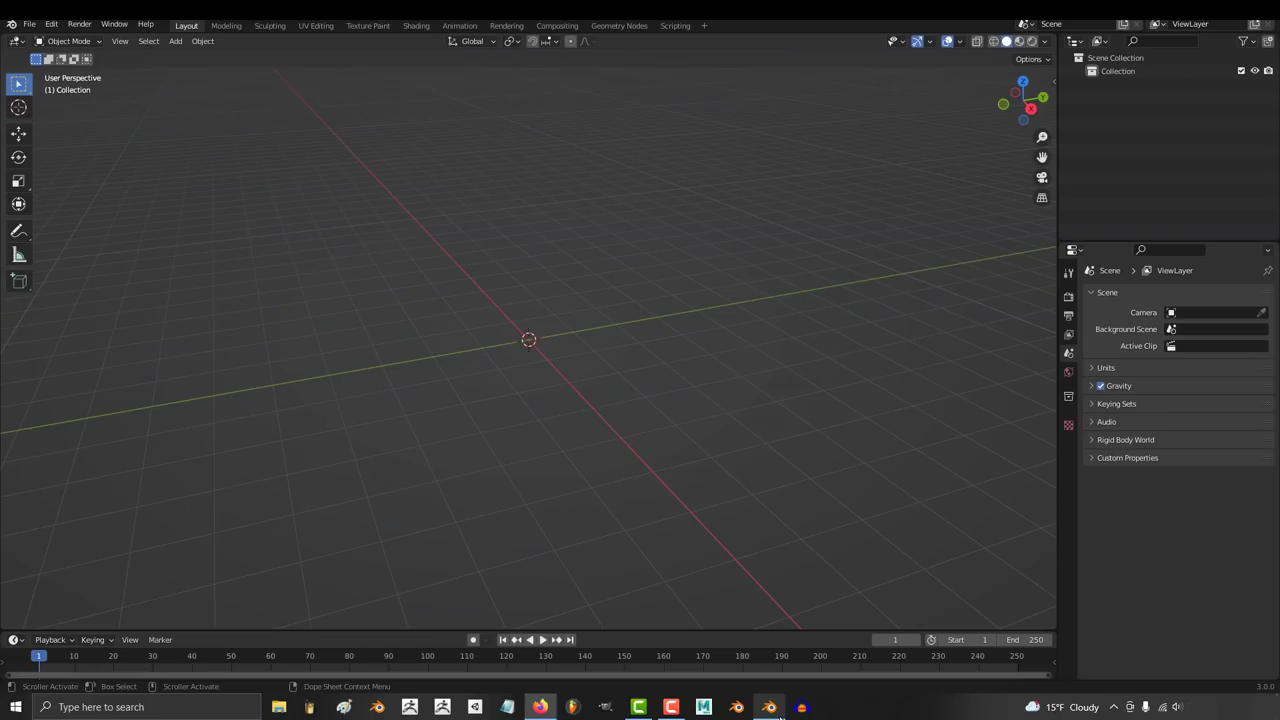 File Edit Render Window Help Layout Modeling Sculpting UV Editing Texture Paint Shading Animation Rendering Compositing Geometry Nodes Scripting + Scene ViewLayer
Object Mode View Select Add Object Global
Options
User Perspective
(1) Collection
Z
Y
X
Scene Collection
Collection
Scene ViewLayer
Scene
Camera
Background Scene
Active Clip
Units
Gravity
Keying Sets
Audio
Rigid Body World
Custom Properties
Playback Keying View Marker 1 Start 1 End 250
1 10 20 30 40 50 60 70 80 90 100 110 120 130 140 150 160 170 180 190 200 210 220 230 240 250
Scroller Activate Box Select Scroller Activate Dope Sheet Context Menu 3.0.0
Type here to search 15°F Cloudy